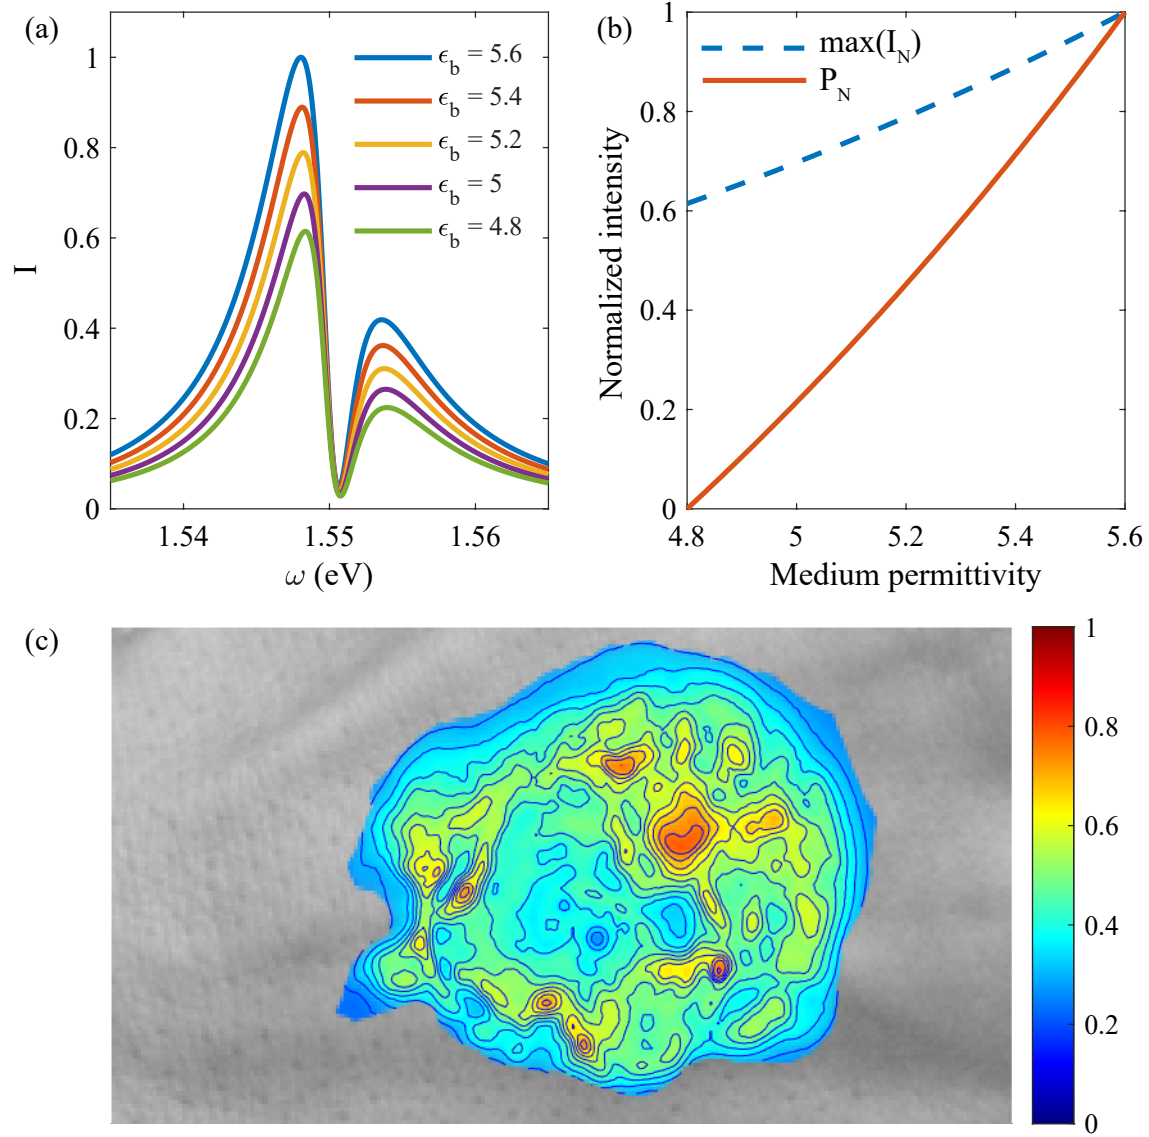 (a)
1
0.8
0.6
0.4
0.2
0
I
1.54
1.55
1.56
ω (eV)
ϵb = 5.6
ϵb = 5.4
ϵb = 5.2
ϵb = 5
ϵb = 4.8
(b)
1
0.8
0.6
0.4
0.2
0
Normalized intensity
max(IN)
PN
4.8
5
5.2
5.4
5.6
Medium permittivity
(c)
1
0.8
0.6
0.4
0.2
0